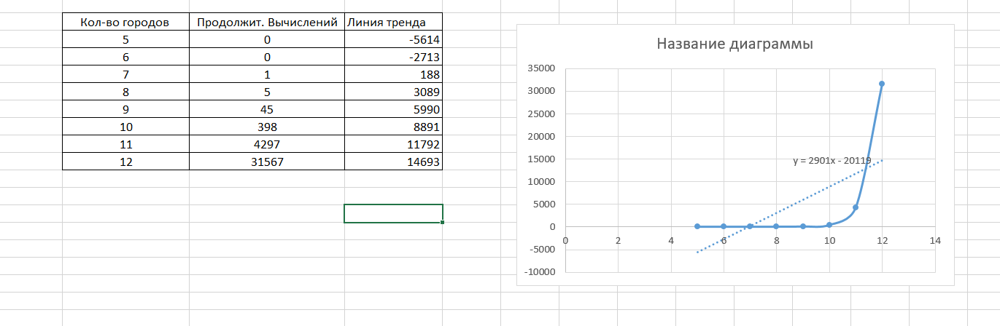 Кол-во городов Продолжит. Вычислений Линия тренда
5 0 -5614
6 0 -2713
7 1 188
8 5 3089
9 45 5990
10 398 8891
11 4297 11792
12 31567 14693
Название диаграммы
35000
30000
25000
20000
15000
10000
5000
0
-5000
-10000
y = 2901x - 20119
0 2 4 6 8 10 12 14